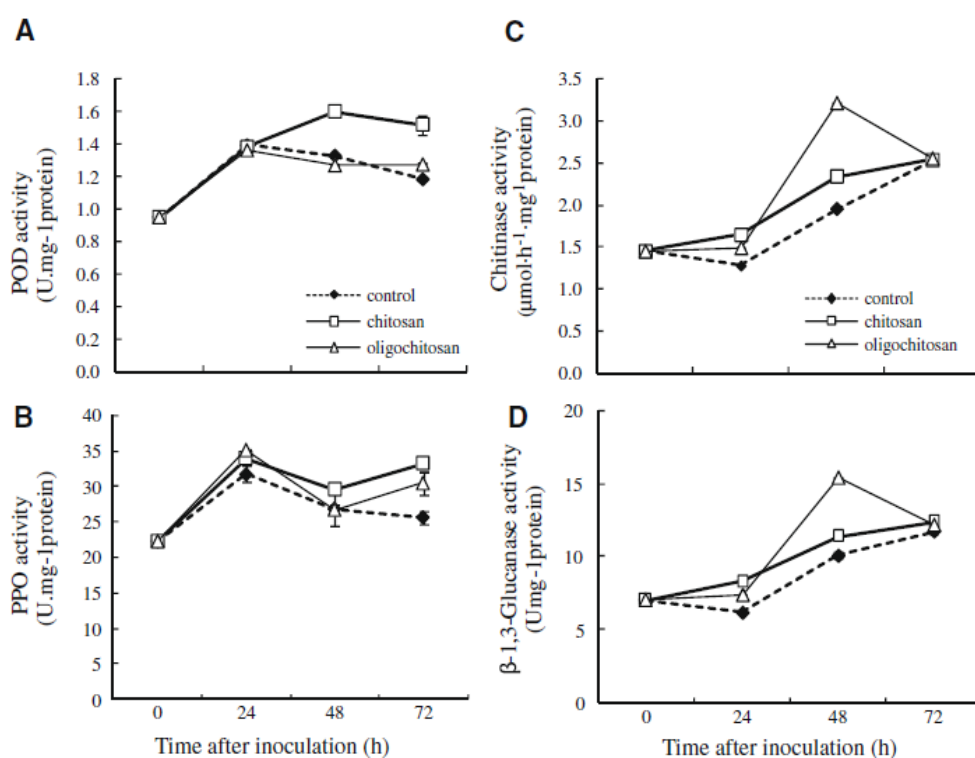 A
POD activity
(U.mg-1protein)
1.8
1.6
1.4
1.2
1.0
0.8
0.6
0.4
0.2
0.0
control
chitosan
oligochitosan
B
PPO activity
(U.mg-1protein)
40
35
30
25
20
15
10
5
0
0 24 48 72
Time after inoculation (h)
C
Chitinase activity
(μmol·h⁻¹·mg¹protein)
3.5
3.0
2.5
2.0
1.5
1.0
0.5
0.0
control
chitosan
oligochitosan
D
β-1,3-Glucanase activity
(Umg-1protein)
20
15
10
5
0
0 24 48 72
Time after inoculation (h)